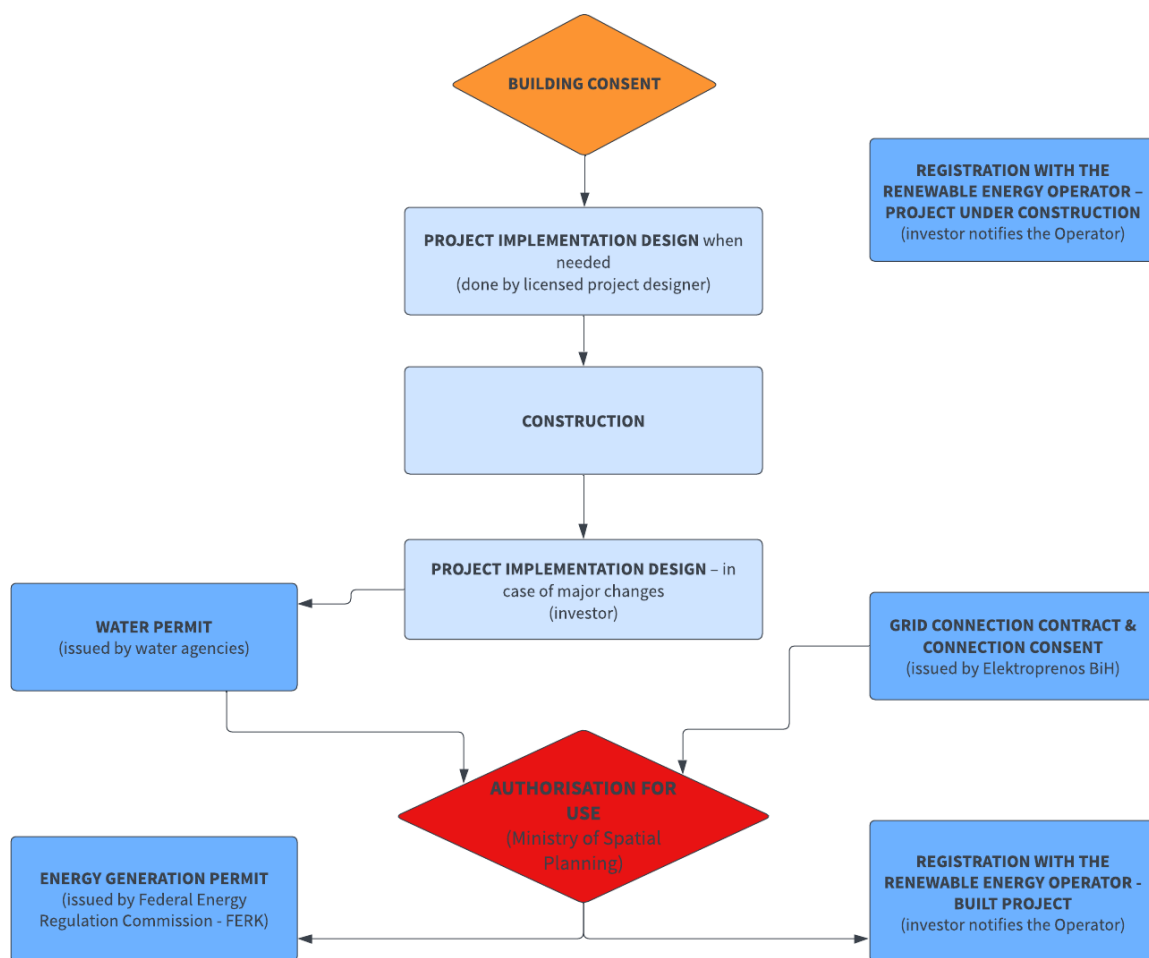 BUILDING CONSENT
REGISTRATION WITH THE
RENEWABLE ENERGY OPERATOR –
PROJECT UNDER CONSTRUCTION
(investor notifies the Operator)
PROJECT IMPLEMENTATION DESIGN when
needed
(done by licensed project designer)
CONSTRUCTION
PROJECT IMPLEMENTATION DESIGN – in
case of major changes
(investor)
WATER PERMIT
(issued by water agencies)
GRID CONNECTION CONTRACT &
CONNECTION CONSENT
(issued by Elektroprenos BiH)
AUTHORISATION FOR
USE
(Ministry of Spatial
Planning)
ENERGY GENERATION PERMIT
(issued by Federal Energy
Regulation Commission - FERK)
REGISTRATION WITH THE
RENEWABLE ENERGY OPERATOR -
BUILT PROJECT
(investor notifies the Operator)